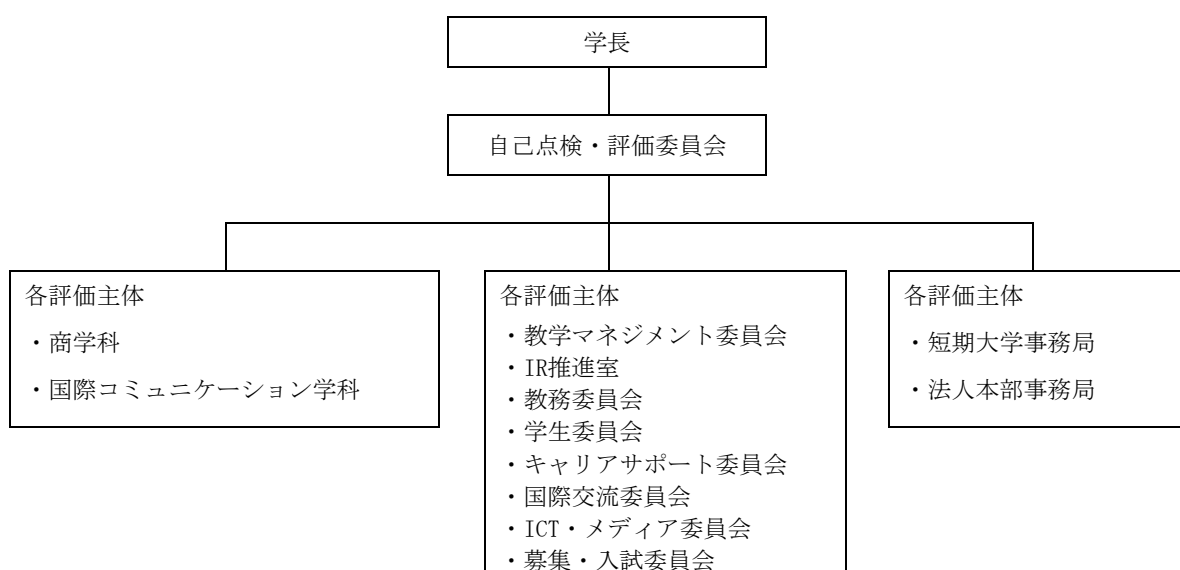 学長
自己点検・評価委員会
各評価主体
・商学科
・国際コミュニケーション学科
各評価主体
・教学マネジメント委員会
・IR推進室
・教務委員会
・学生委員会
・キャリアサポート委員会
・国際交流委員会
・ICT・メディア委員会
・募集・入試委員会
各評価主体
・短期大学事務局
・法人本部事務局